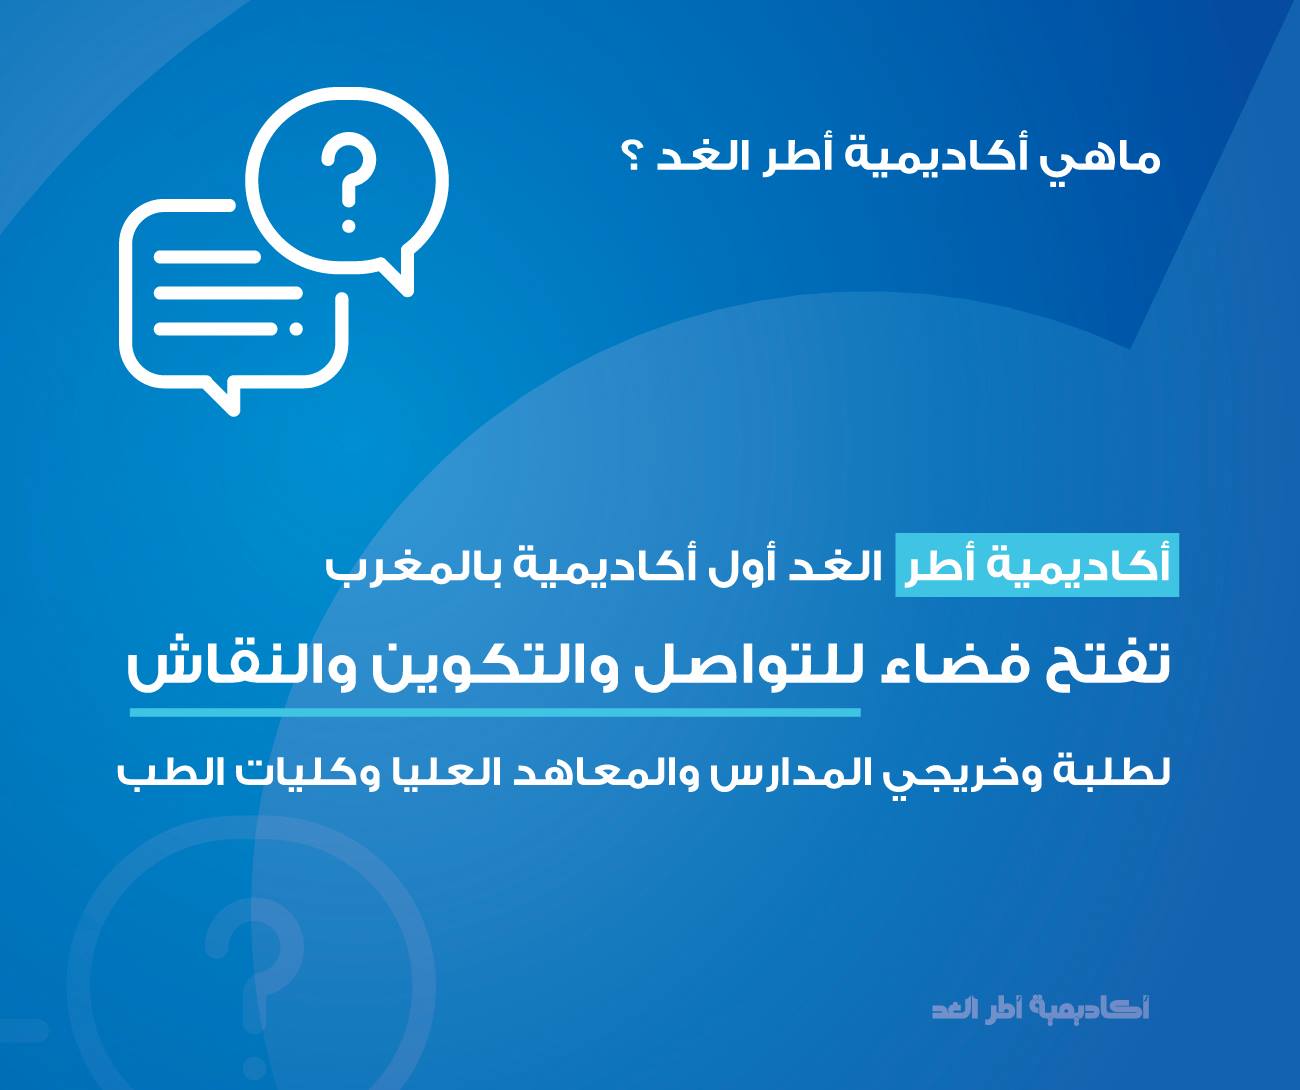 ماهي أكاديمية أطر الغد ؟
أكاديمية أطر الغد أول أكاديمية بالمغرب
تفتح فضاء للتواصل والتكوين والنقاش
لطلبة وخريجي المدارس والمعاهد العليا وكليات الطب
أكاديمية أطر الغد